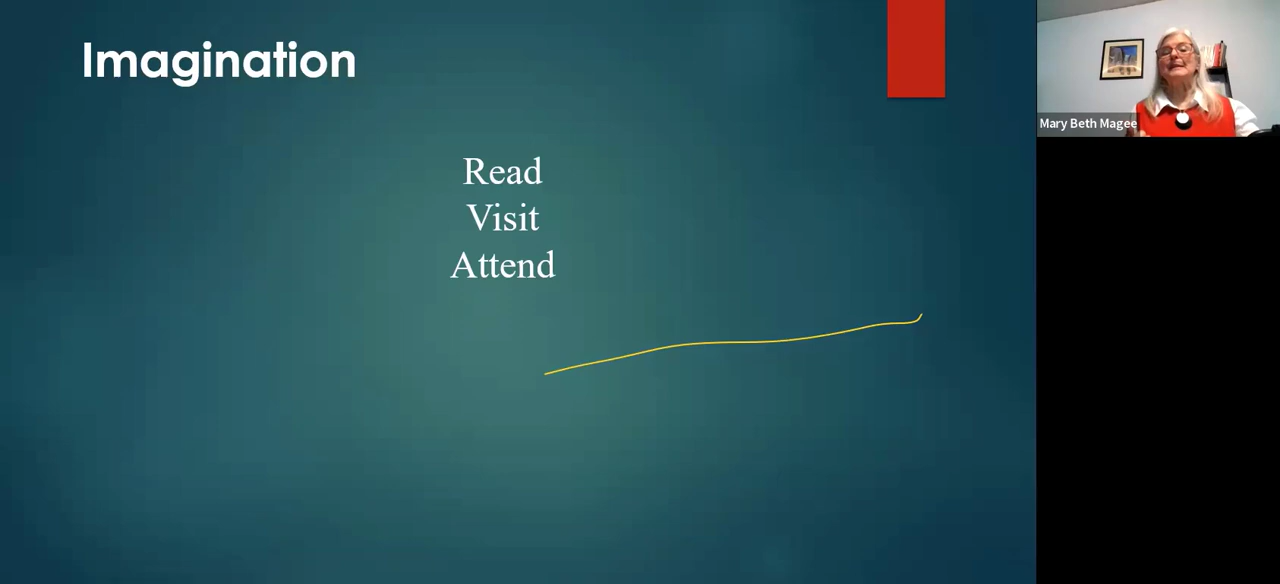 Imagination
Read
Visit
Attend
Mary Beth Magee